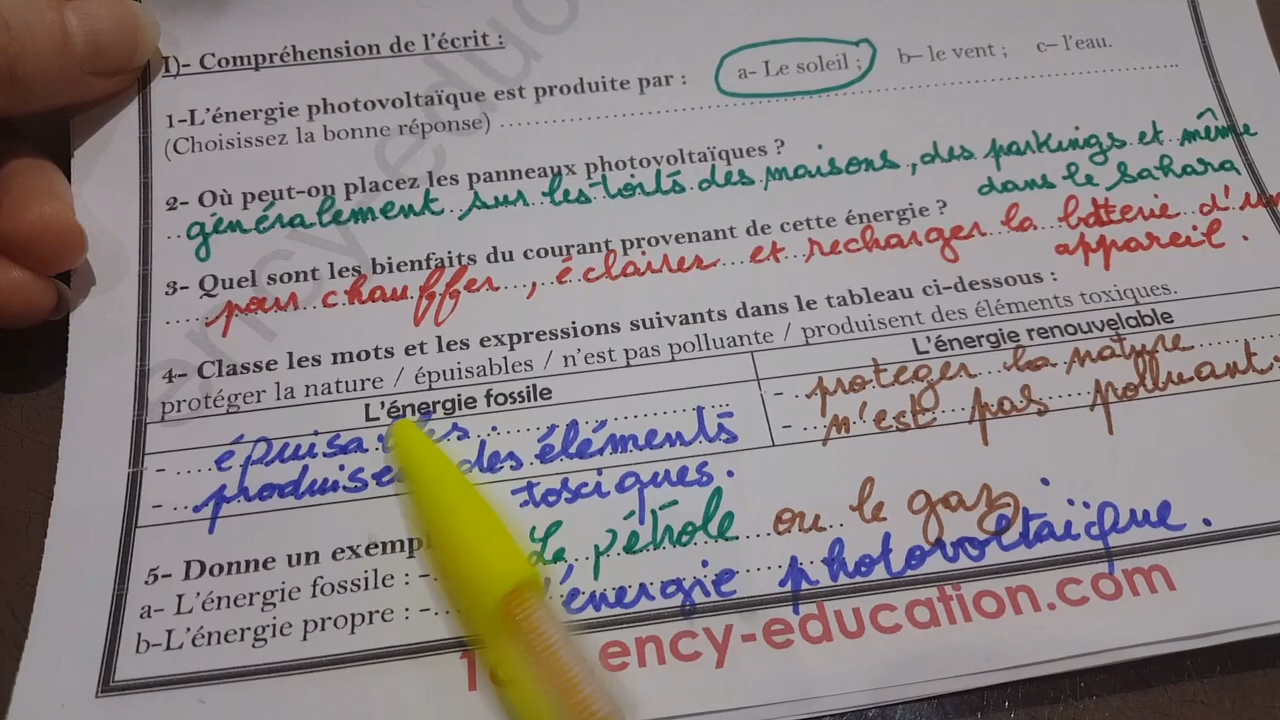 I)- Compréhension de l'écrit :
1-L'énergie photovoltaïque est produite par : a- Le soleil ; b– le vent ; c– l'eau.
(Choisissez la bonne réponse)
2- Où peut-on placez les panneaux photovoltaïques ?
généralement sur les toits des maisons, des parkings et même
dans le Sahara
3- Quel sont les bienfaits du courant provenant de cette énergie ?
pour chauffer, éclairer et recharger la batterie d'un
appareil.
4- Classe les mots et les expressions suivants dans le tableau ci-dessous :
protéger la nature / épuisables / n'est pas polluante / produisent des éléments toxiques.
L'énergie fossile L'énergie renouvelable
- protéger la nature
- n'est pas polluant
-
- des éléments
toxiques.
5- Donne un
a- L'énergie fossile : - Le pétrole ou le gaz.
b-L'énergie propre : - l'énergie photovoltaïque.
ency-education.com
ency-educ